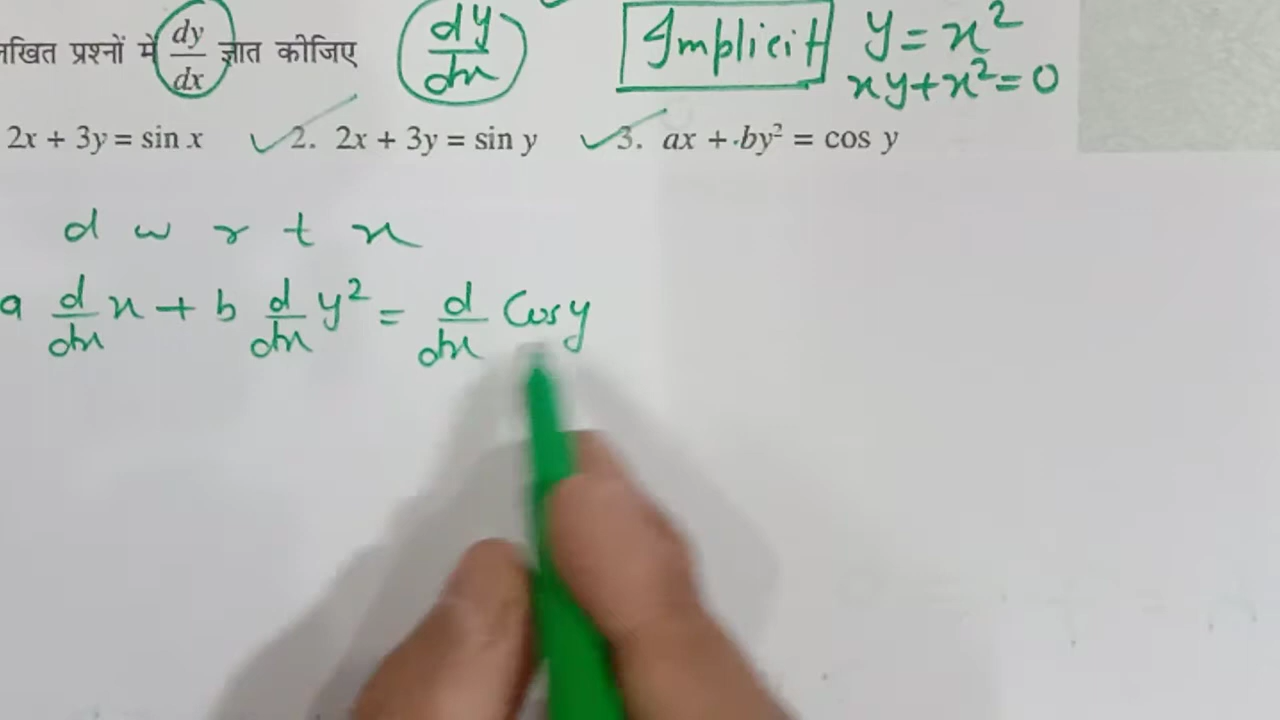 प्रश्नों में dy/dx ज्ञात कीजिए dy/dx Implicit y = x²
xy + x² = 0
2x + 3y = sin x 2. 2x + 3y = sin y 3. ax + by² = cos y
d w r t x
a d/dx x + b d/dx y² = d/dx Cos y